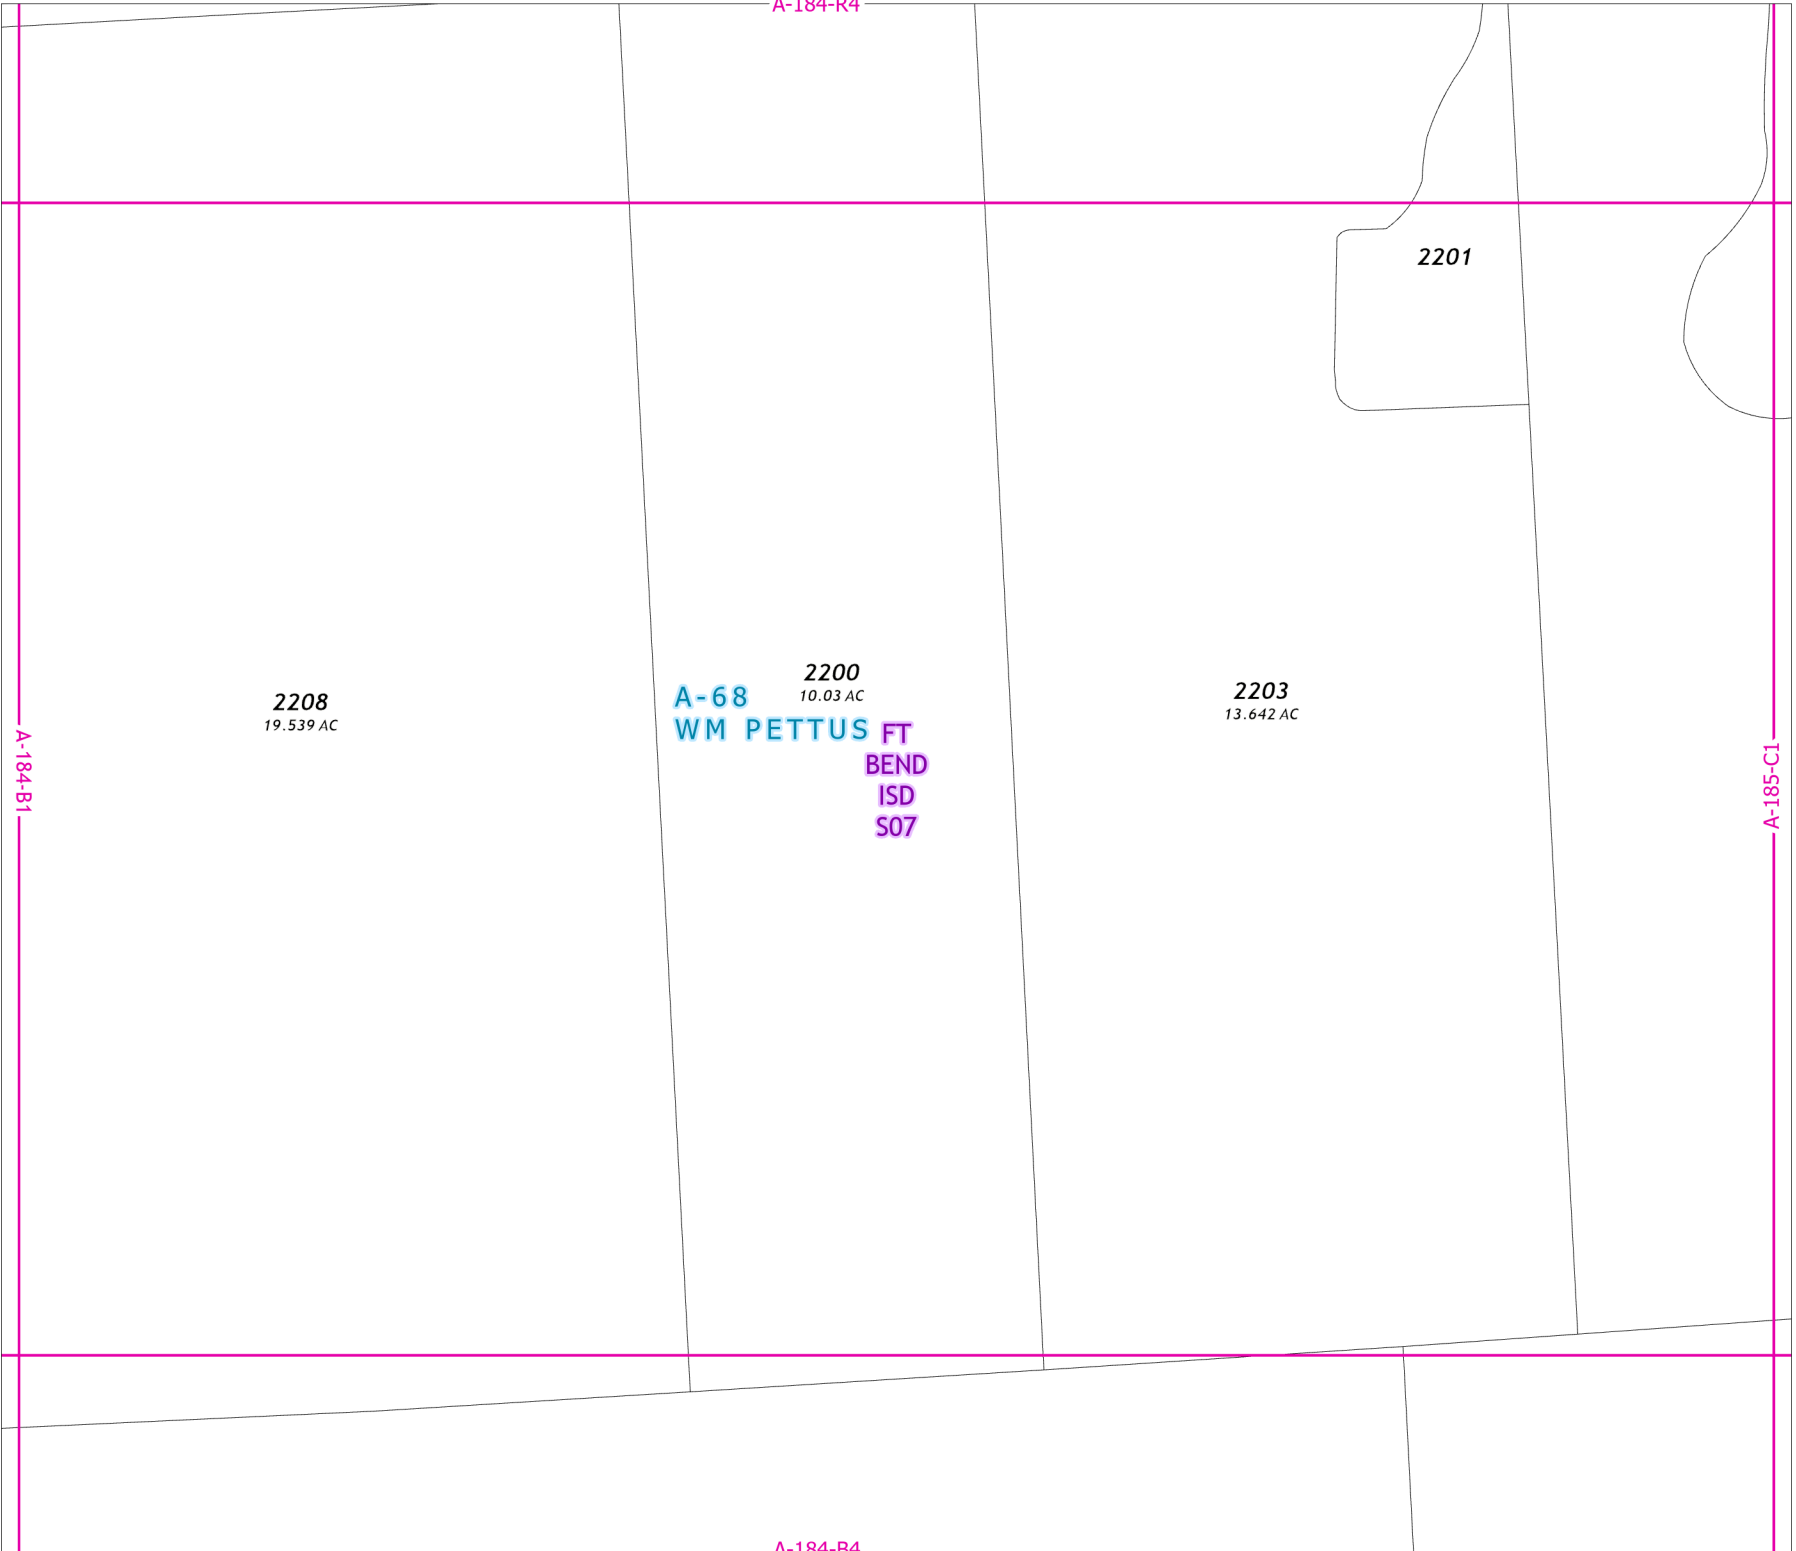 A-184-R4
2201
2208
19.539 AC
2200
10.03 AC
2203
13.642 AC
A-68
WM PETTUS
FT
BEND
ISD
S07
A-184-B1
A-185-C1
A-184-B4